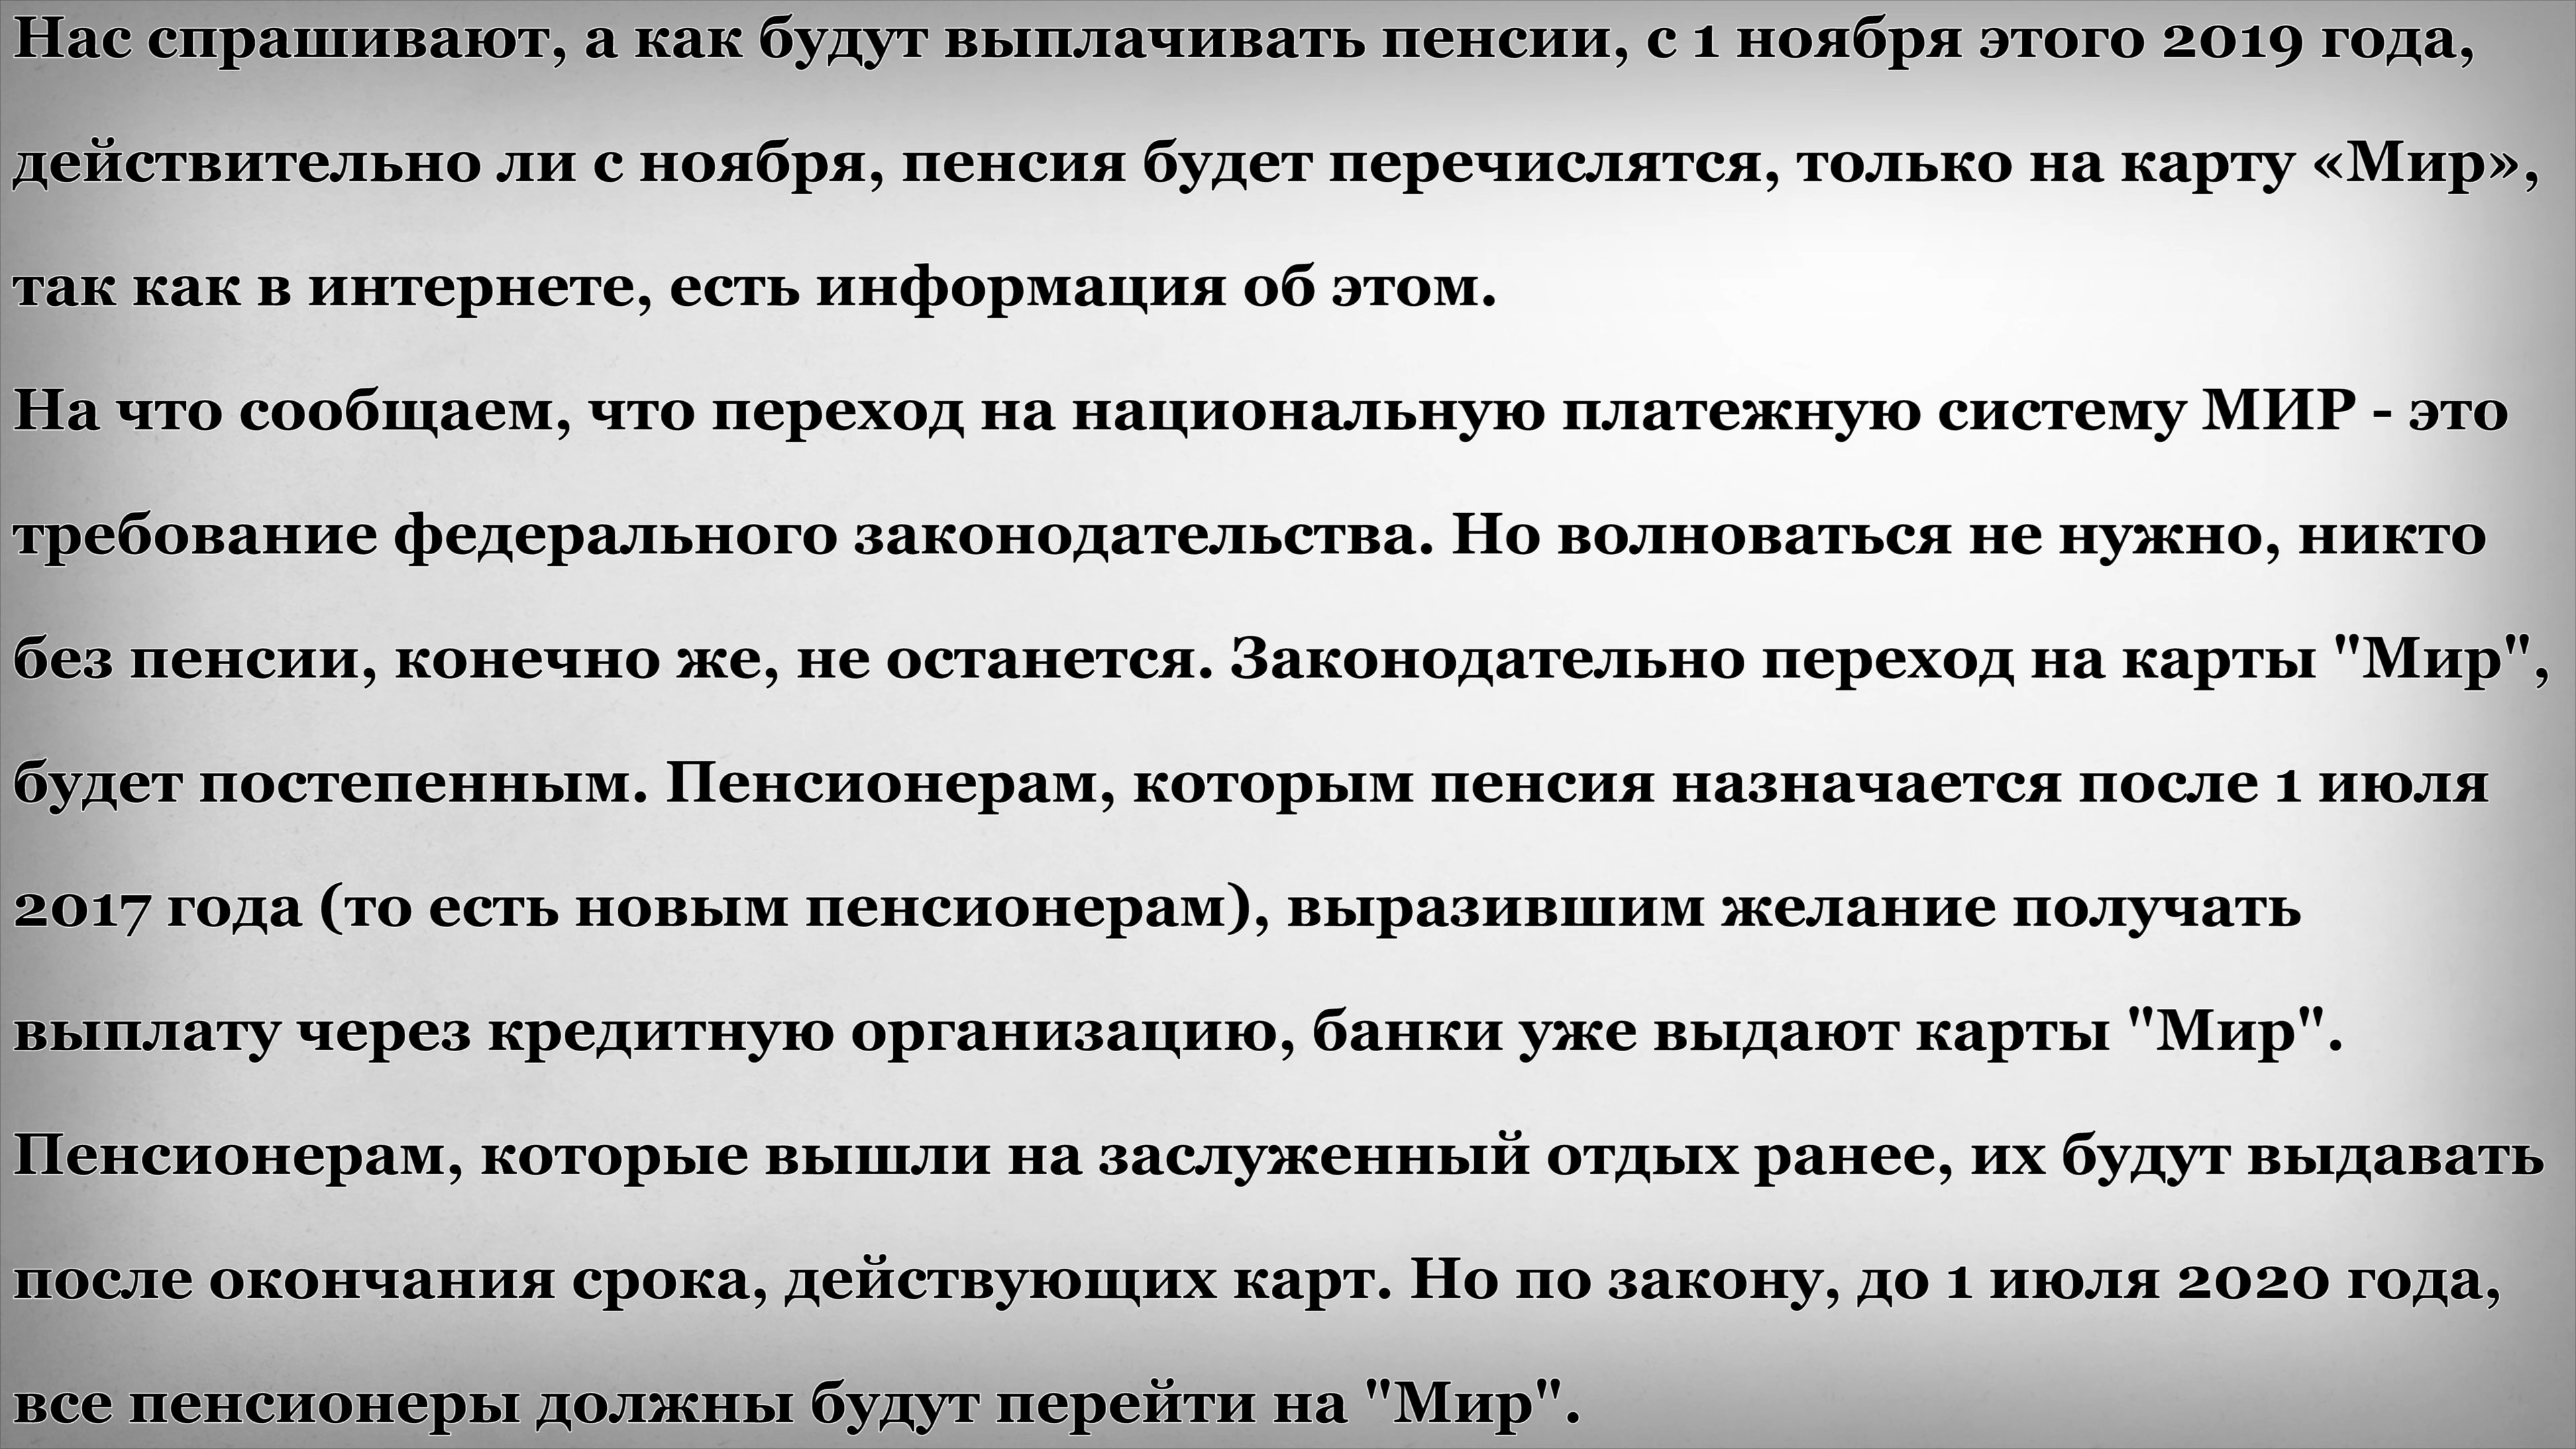 Нас спрашивают, а как будут выплачивать пенсии, с 1 ноября этого 2019 года,
действительно ли с ноября, пенсия будет перечислятся, только на карту «Мир»,
так как в интернете, есть информация об этом.
На что сообщаем, что переход на национальную платежную систему МИР - это
требование федерального законодательства. Но волноваться не нужно, никто
без пенсии, конечно же, не останется. Законодательно переход на карты "Мир",
будет постепенным. Пенсионерам, которым пенсия назначается после 1 июля
2017 года (то есть новым пенсионерам), выразившим желание получать
выплату через кредитную организацию, банки уже выдают карты "Мир".
Пенсионерам, которые вышли на заслуженный отдых ранее, их будут выдавать
после окончания срока, действующих карт. Но по закону, до 1 июля 2020 года,
все пенсионеры должны будут перейти на "Мир".